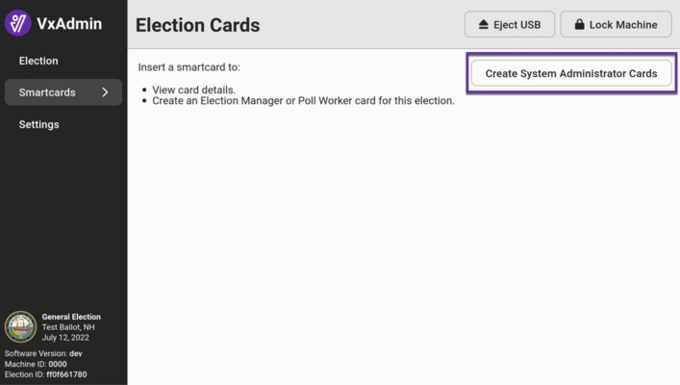 VxAdmin
Election
Smartcards
Settings
General Election
Test Ballot, NH
July 12, 2022
Software Version: dev
Machine ID: 0000
Election ID: ff0f661780
Election Cards
Eject USB
Lock Machine
Insert a smartcard to:
• View card details.
• Create an Election Manager or Poll Worker card for this election.
Create System Administrator Cards